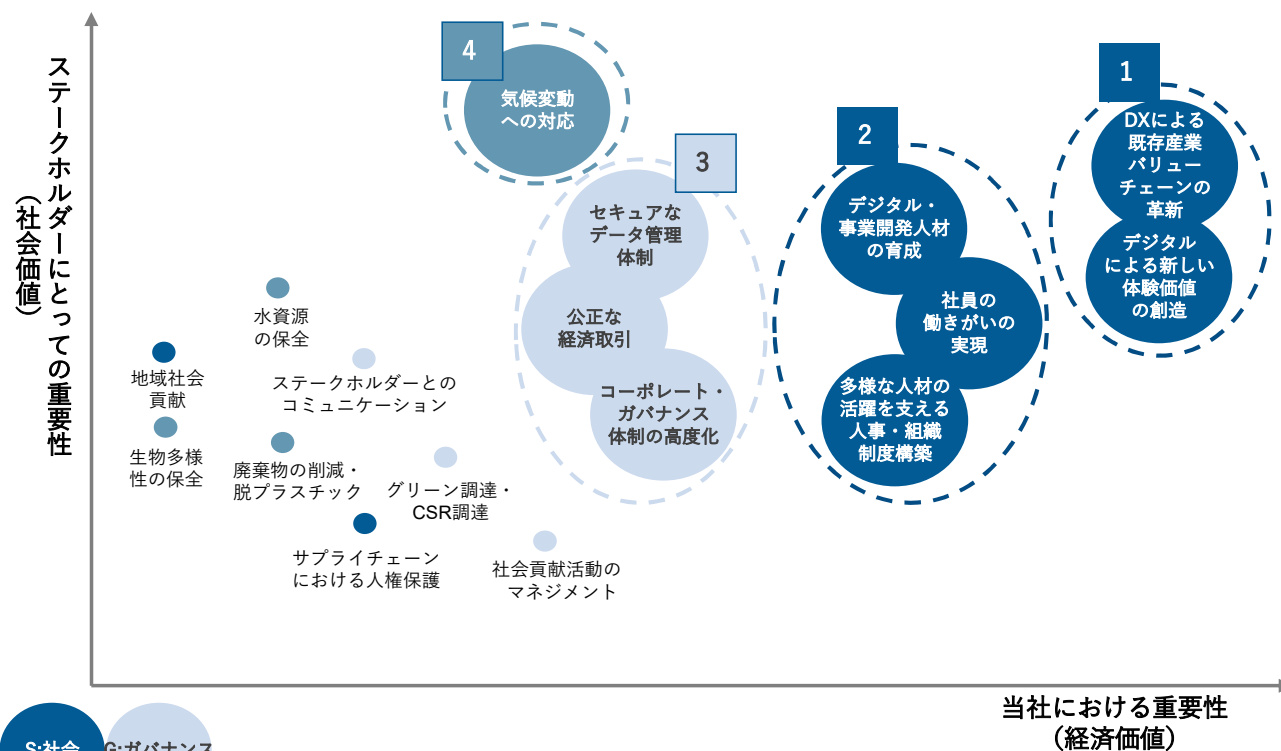 ステークホルダーにとっての重要性
（社会価値）
4
気候変動
への対応
1
DXによる
既存産業
バリュー
チェーンの
革新
デジタル
による新しい
体験価値
の創造
2
デジタル・
事業開発人材
の育成
社員の
働きがいの
実現
多様な人材の
活躍を支える
人事・組織
制度構築
3
セキュアな
データ管理
体制
公正な
経済取引
コーポレート・
ガバナンス
体制の高度化
水資源
の保全
地域社会
貢献
ステークホルダーとの
コミュニケーション
生物多様
性の保全
廃棄物の削減・
脱プラスチック
グリーン調達・
CSR調達
サプライチェーン
における人権保護
社会貢献活動の
マネジメント
当社における重要性
（経済価値）
S:社会
G:ガバナンス